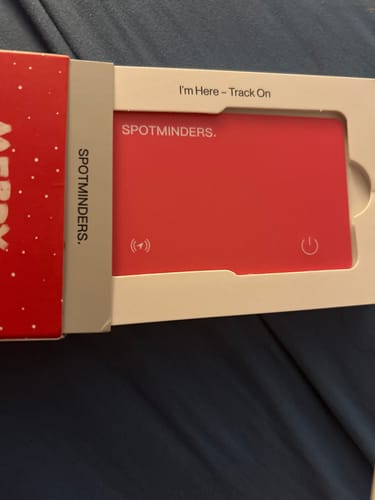 I'm Here – Track On
SPOTMINDERS.
SPOTMINDERS.
MERRY